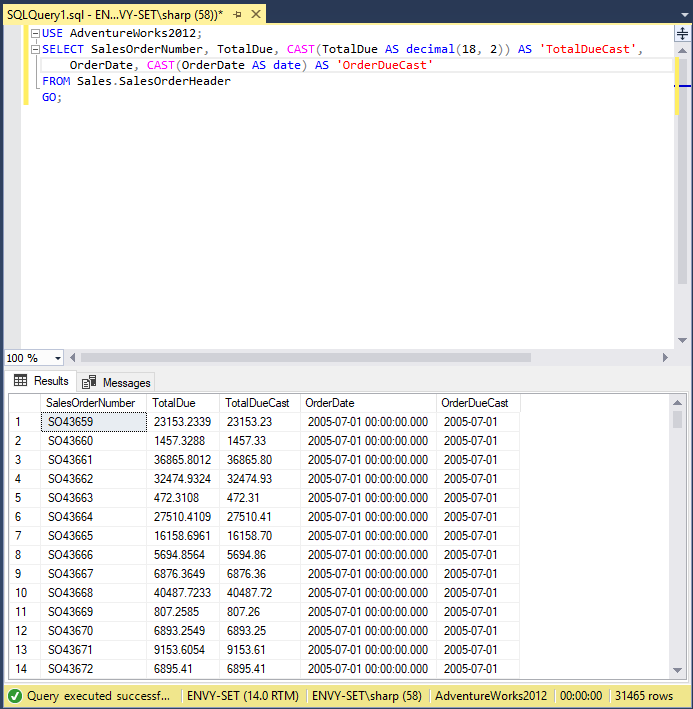 SQLQuery1.sql - EN...VY-SET\sharp (58))*
USE AdventureWorks2012;
SELECT SalesOrderNumber, TotalDue, CAST(TotalDue AS decimal(18, 2)) AS 'TotalDueCast',
OrderDate, CAST(OrderDate AS date) AS 'OrderDueCast'
FROM Sales.SalesOrderHeader
GO;
100 %
Results Messages
SalesOrderNumber TotalDue TotalDueCast OrderDate OrderDueCast
1 SO43659 23153.2339 23153.23 2005-07-01 00:00:00.000 2005-07-01
2 SO43660 1457.3288 1457.33 2005-07-01 00:00:00.000 2005-07-01
3 SO43661 36865.8012 36865.80 2005-07-01 00:00:00.000 2005-07-01
4 SO43662 32474.9324 32474.93 2005-07-01 00:00:00.000 2005-07-01
5 SO43663 472.3108 472.31 2005-07-01 00:00:00.000 2005-07-01
6 SO43664 27510.4109 27510.41 2005-07-01 00:00:00.000 2005-07-01
7 SO43665 16158.6961 16158.70 2005-07-01 00:00:00.000 2005-07-01
8 SO43666 5694.8564 5694.86 2005-07-01 00:00:00.000 2005-07-01
9 SO43667 6876.3649 6876.36 2005-07-01 00:00:00.000 2005-07-01
10 SO43668 40487.7233 40487.72 2005-07-01 00:00:00.000 2005-07-01
11 SO43669 807.2585 807.26 2005-07-01 00:00:00.000 2005-07-01
12 SO43670 6893.2549 6893.25 2005-07-01 00:00:00.000 2005-07-01
13 SO43671 9153.6054 9153.61 2005-07-01 00:00:00.000 2005-07-01
14 SO43672 6895.41 6895.41 2005-07-01 00:00:00.000 2005-07-01
Query executed successf... ENVY-SET (14.0 RTM) ENVY-SET\sharp (58) AdventureWorks2012 00:00:00 31465 rows